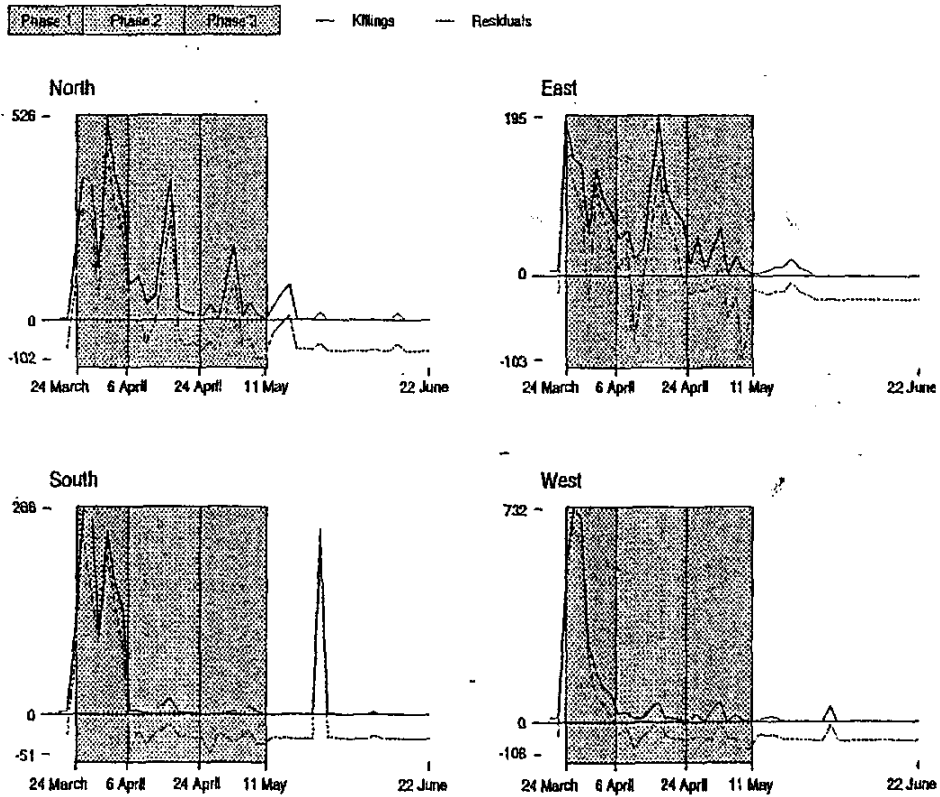 Phase 1 Phase 2 Phase 3 Killings Residuals
North
526
0
-102
24 March 6 April 24 April 11 May 22 June
East
195
0
-103
24 March 6 April 24 April 11 May 22 June
South
266
0
-51
24 March 6 April 24 April 11 May 22 June
West
732
0
-108
24 March 6 April 24 April 11 May 22 June